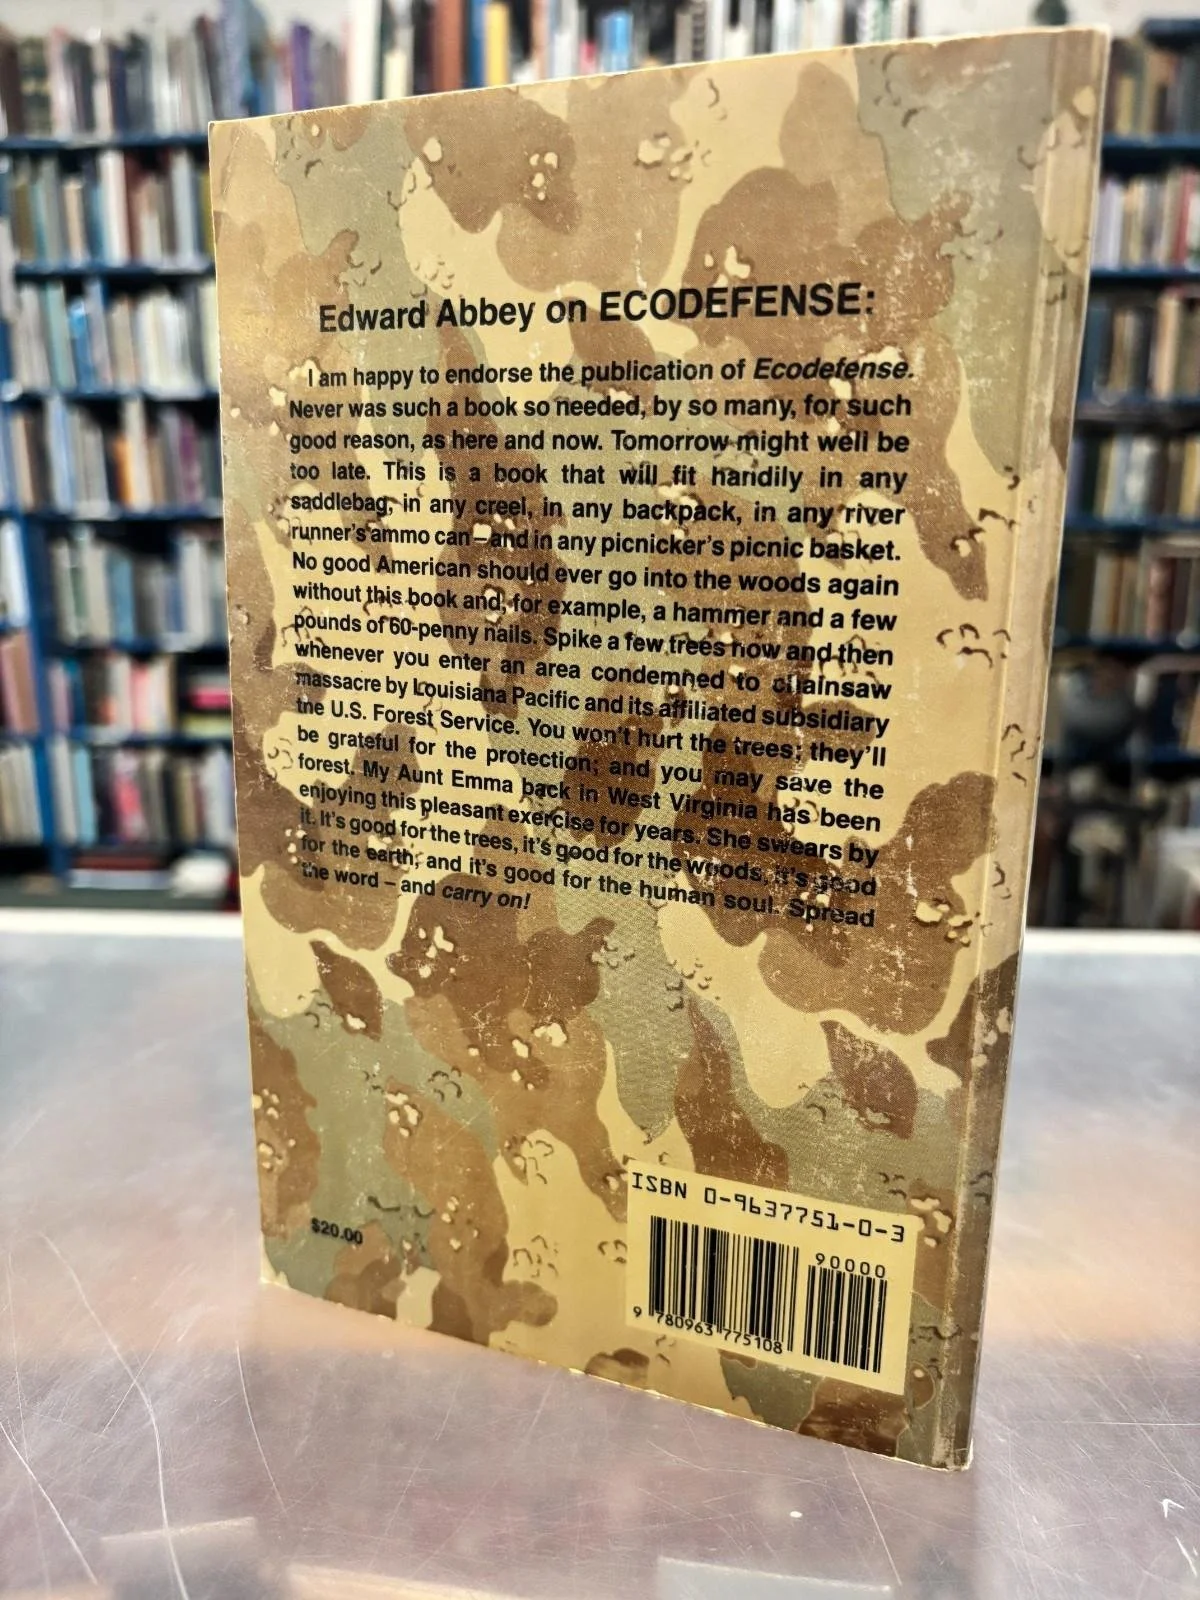 Edward Abbey on ECODEFENSE:
I am happy to endorse the publication of Ecodefense.
Never was such a book so needed, by so many, for such
good reason, as here and now. Tomorrow might well be
too late. This is a book that will fit handily in any
saddlebag, in any creel, in any backpack, in any river
runner's ammo can – and in any picnicker's picnic basket.
No good American should ever go into the woods again
without this book and, for example, a hammer and a few
pounds of 60-penny nails. Spike a few trees now and then
whenever you enter an area condemned to chainsaw
massacre by Louisiana Pacific and its affiliated subsidiary
the U.S. Forest Service. You won't hurt the trees; they'll
be grateful for the protection; and you may save the
forest. My Aunt Emma back in West Virginia has been
enjoying this pleasant exercise for years. She swears by
it. It's good for the trees, it's good for the woods, it's good
for the earth, and it's good for the human soul. Spread
the word – and carry on!
$20.00
ISBN 0-9637751-0-3
90000
9 780963 775108